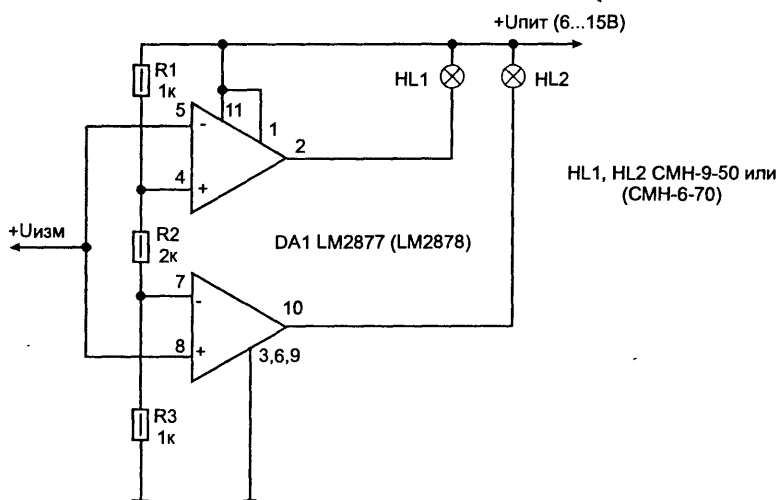 +Uпит (6...15В)
R1
1к
HL1
HL2
5
-
11
1
2
4
+
HL1, HL2 СМН-9-50 или
(СМН-6-70)
+Uизм
R2
2к
DA1 LM2877 (LM2878)
7
-
10
8
+
3,6,9
R3
1к